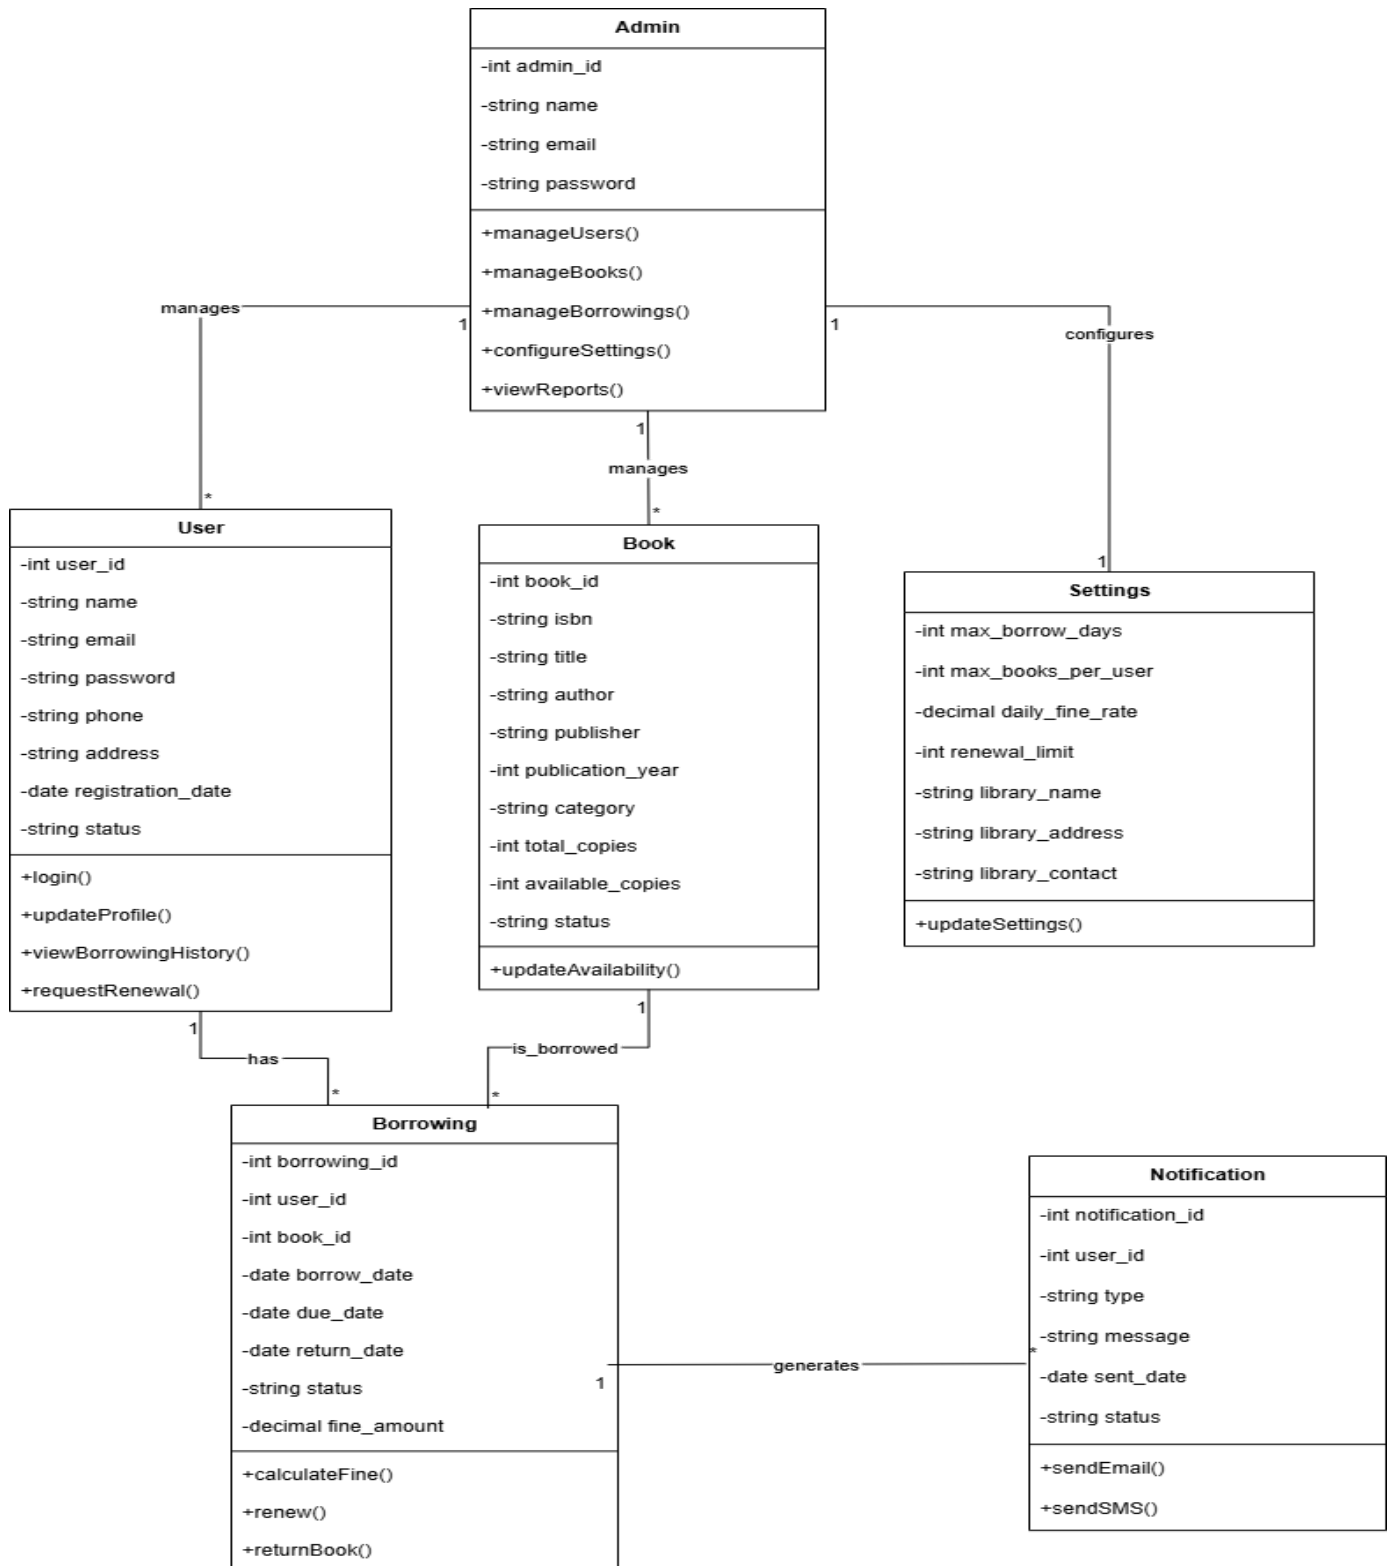 Admin
-int admin_id
-string name
-string email
-string password
+manageUsers()
+manageBooks()
+manageBorrowings()
+configureSettings()
+viewReports()
manages
1
1
configures
1
manages
*
*
1
User
-int user_id
-string name
-string email
-string password
-string phone
-string address
-date registration_date
-string status
+login()
+updateProfile()
+viewBorrowingHistory()
+requestRenewal()
Book
-int book_id
-string isbn
-string title
-string author
-string publisher
-int publication_year
-string category
-int total_copies
-int available_copies
-string status
+updateAvailability()
Settings
-int max_borrow_days
-int max_books_per_user
-decimal daily_fine_rate
-int renewal_limit
-string library_name
-string library_address
-string library_contact
+updateSettings()
1
has
*
1
is_borrowed
*
Borrowing
-int borrowing_id
-int user_id
-int book_id
-date borrow_date
-date due_date
-date return_date
-string status
-decimal fine_amount
+calculateFine()
+renew()
+returnBook()
1
generates
*
Notification
-int notification_id
-int user_id
-string type
-string message
-date sent_date
-string status
+sendEmail()
+sendSMS()